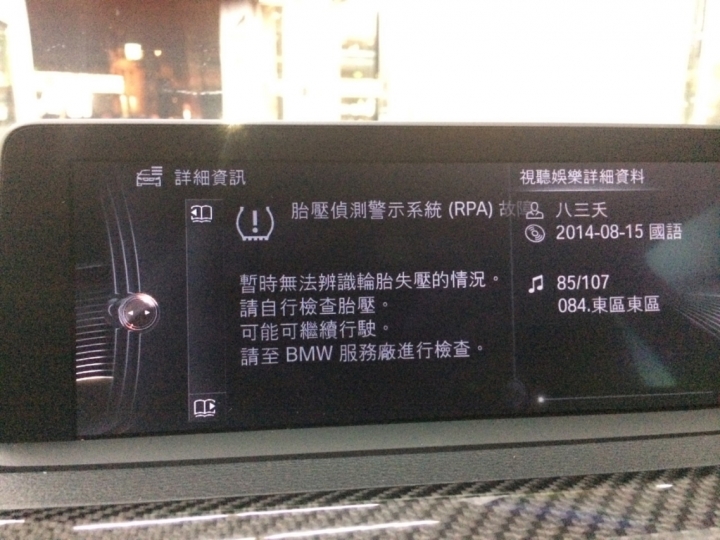 詳細資訊
胎壓偵測警示系統 (RPA) 故
暫時無法辨識輪胎失壓的情況。
請自行檢查胎壓。
可能可繼續行駛。
請至 BMW 服務廠進行檢查。
視聽娛樂詳細資料
八三夭
2014-08-15 國語
85/107
084.東區東區